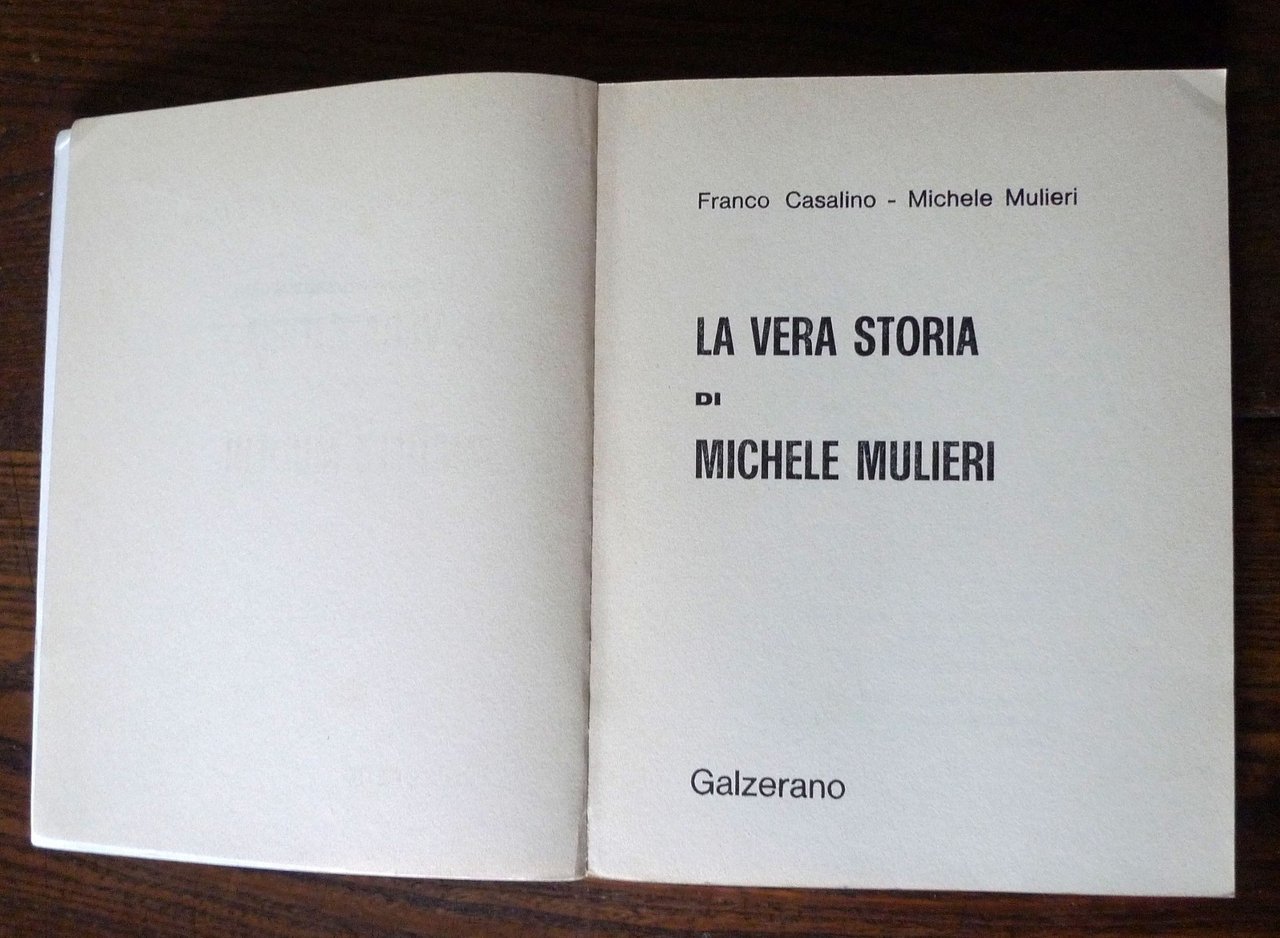 Franco Casalino - Michele Mulieri
LA VERA STORIA
DI
MICHELE MULIERI
Galzerano